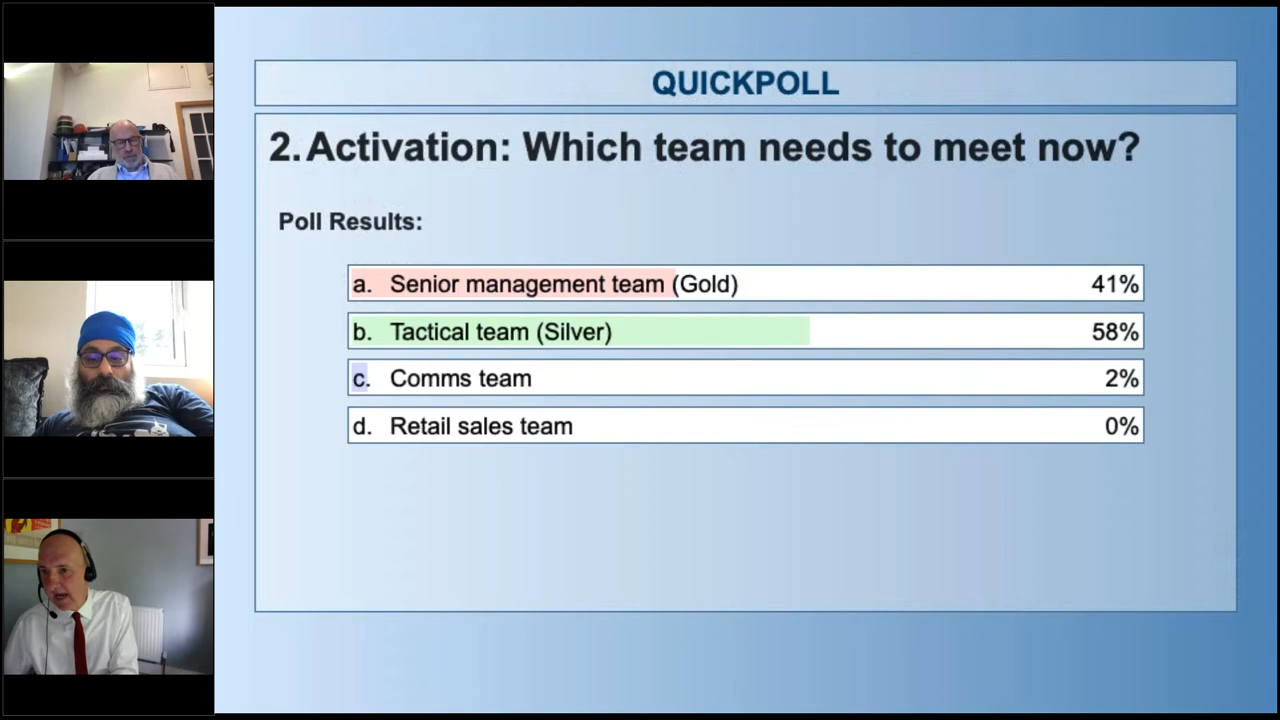 QUICKPOLL
2. Activation: Which team needs to meet now?
Poll Results:
a. Senior management team (Gold) 41%
b. Tactical team (Silver) 58%
c. Comms team 2%
d. Retail sales team 0%